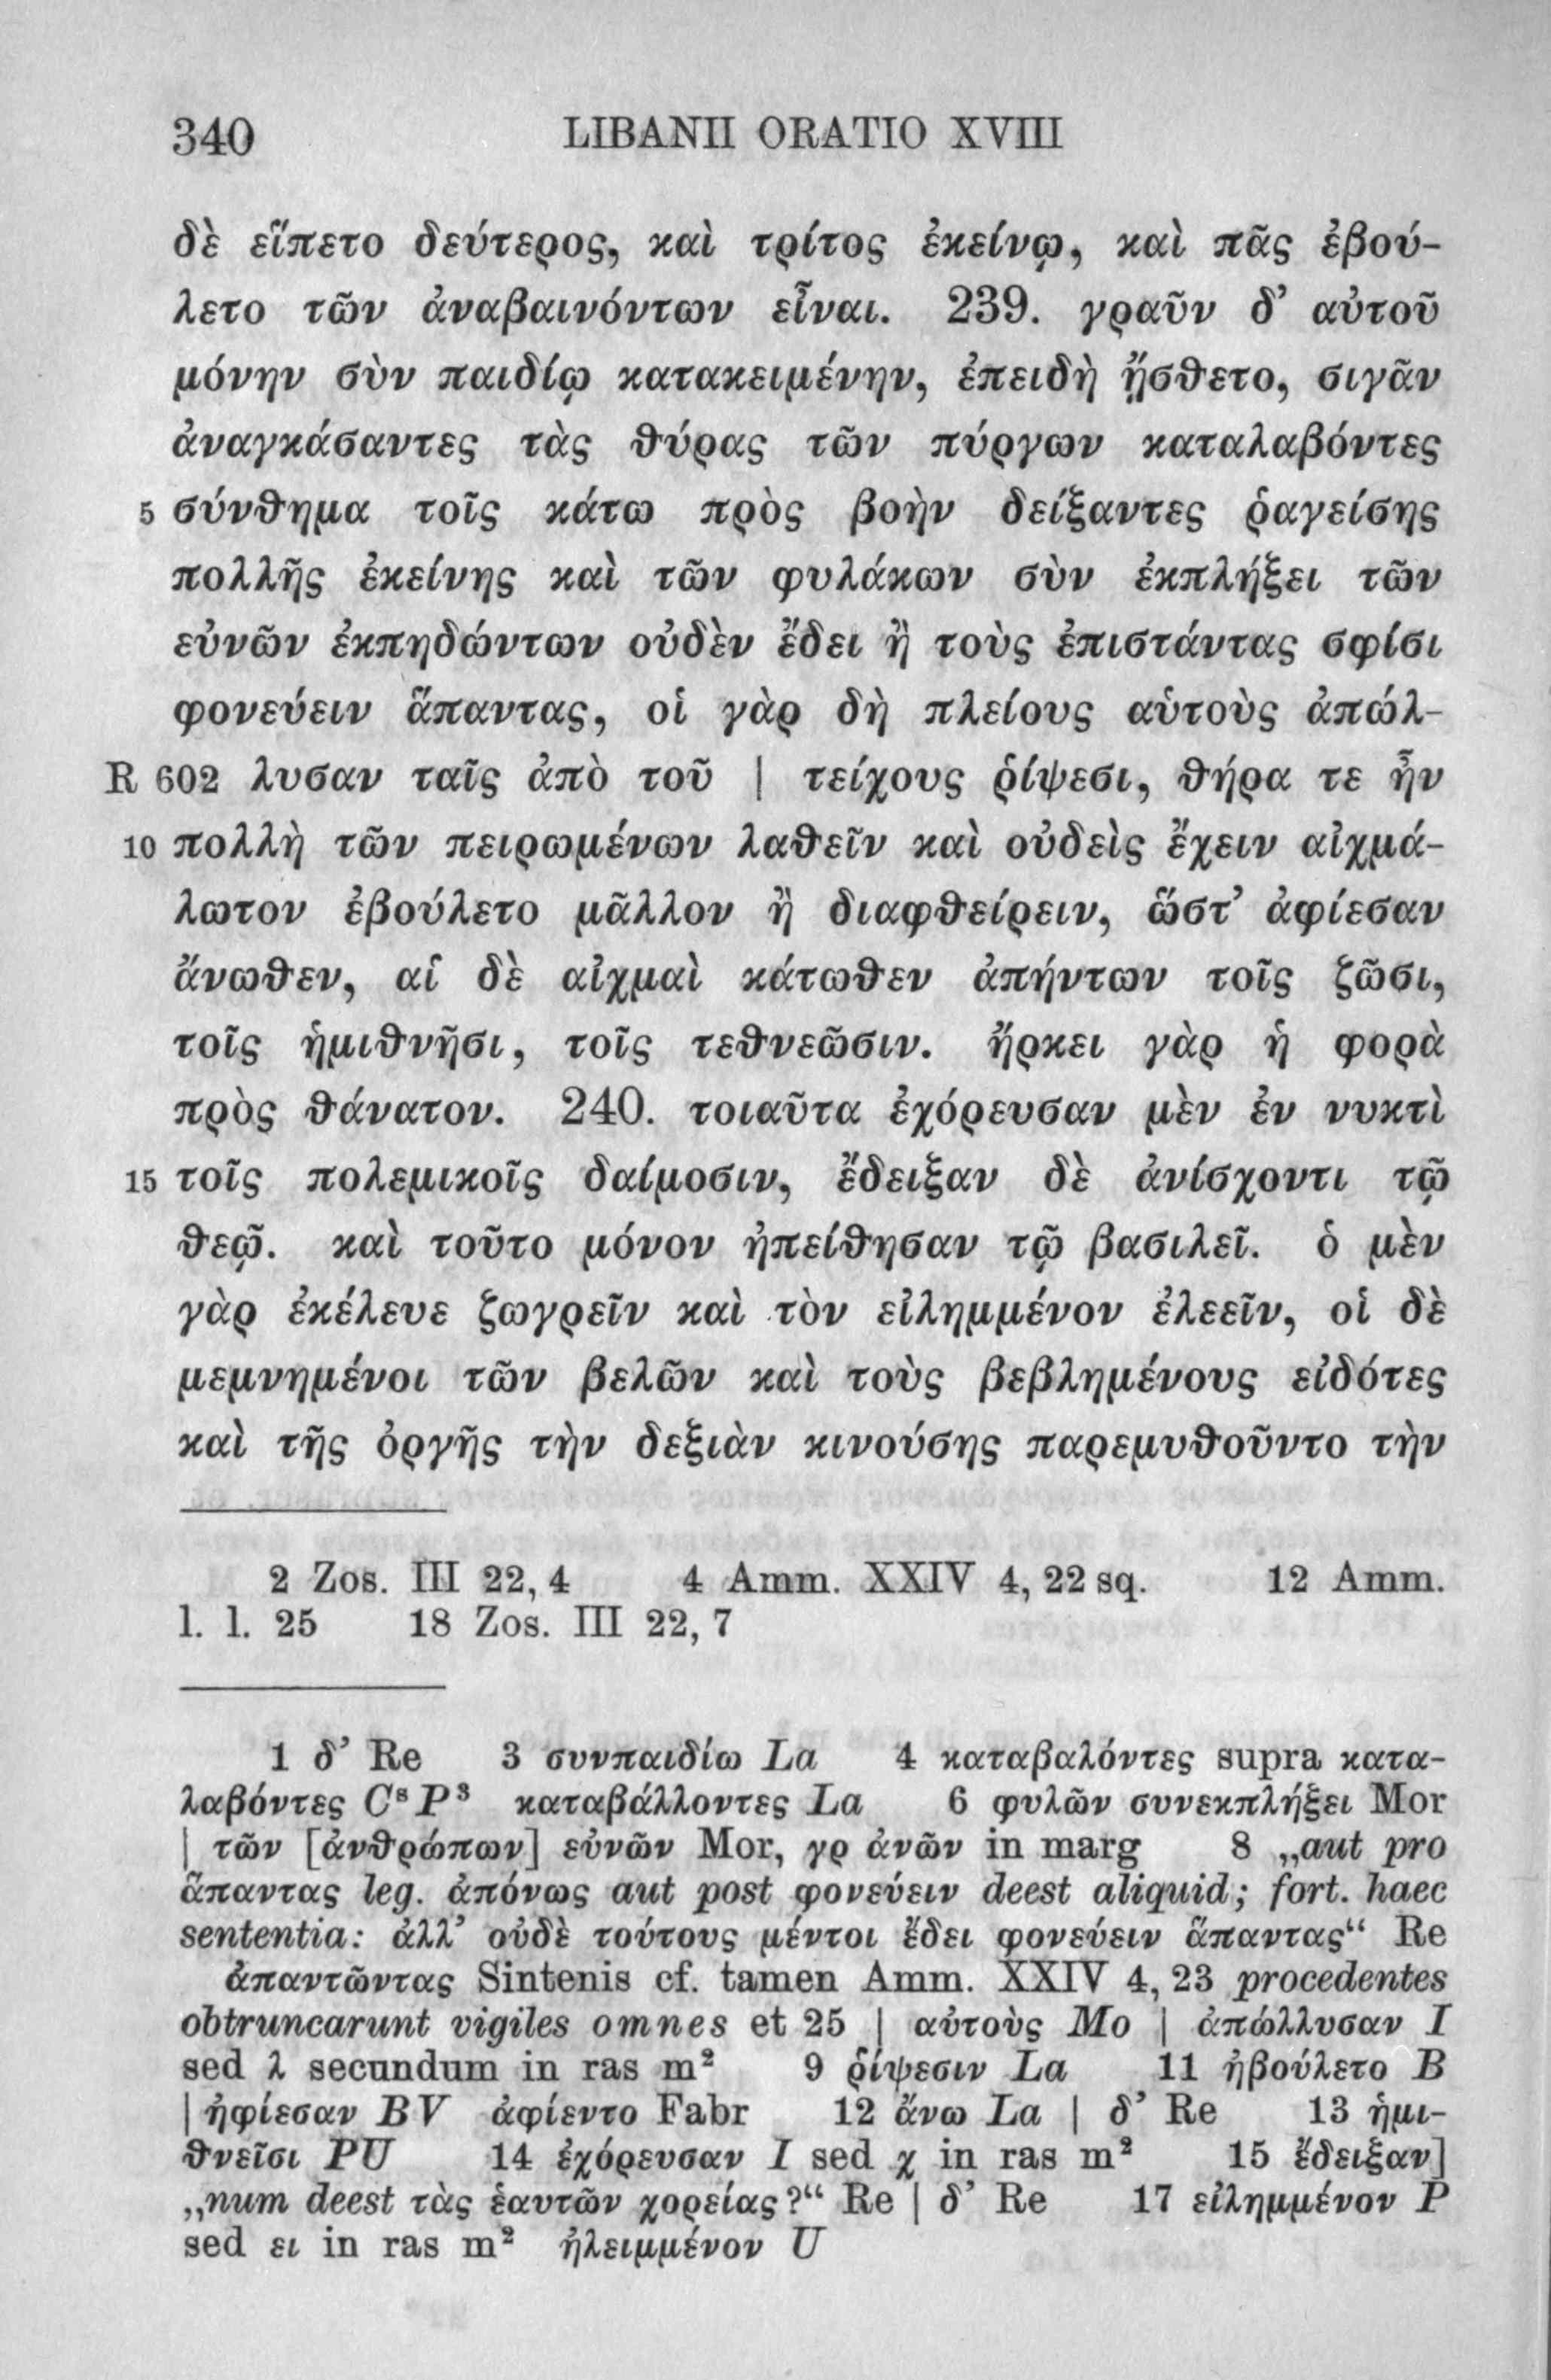 340 LIBANII ORATIO XVIII
δὲ εἵπετο δεύτερος, καὶ τρίτος ἐκείνῳ, καὶ πᾶς ἐβού-
λετο τῶν ἀναβαινόντων εἶναι. 239. γραῦν δ’ αὐτοῦ
μόνην σὺν παιδίῳ κατακειμένην, ἐπειδὴ ᾔσθετο, σιγᾶν
ἀναγκάσαντες τὰς θύρας τῶν πύργων καταλαβόντες
5 σύνθημα τοῖς κάτω πρὸς βοὴν δείξαντες ῥαγείσης
πολλῆς ἐκείνης καὶ τῶν φυλάκων σὺν ἐκπλήξει τῶν
εὐνῶν ἐκπηδώντων οὐδὲν ἔδει ἢ τοὺς ἐπιστάντας σφίσι
φονεύειν ἅπαντας, οἱ γὰρ δὴ πλείους αὑτοὺς ἀπώλ-
R 602 λυσαν ταῖς ἀπὸ τοῦ | τείχους ῥίψεσι, θήρα τε ἦν
10 πολλὴ τῶν πειρωμένων λαθεῖν καὶ οὐδεὶς ἔχειν αἰχμά-
λωτον ἐβούλετο μᾶλλον ἢ διαφθείρειν, ὥστ’ ἀφίεσαν
ἄνωθεν, αἱ δὲ αἰχμαὶ κάτωθεν ἀπήντων τοῖς ζῶσι,
τοῖς ἡμιθνῆσι, τοῖς τεθνεῶσιν. ἤρκει γὰρ ἡ φορὰ
πρὸς θάνατον. 240. τοιαῦτα ἐχόρευσαν μὲν ἐν νυκτὶ
15 τοῖς πολεμικοῖς δαίμοσιν, ἔδειξαν δὲ ἀνίσχοντι τῷ
θεῷ. καὶ τοῦτο μόνον ἠπείθησαν τῷ βασιλεῖ. ὁ μὲν
γὰρ ἐκέλευε ζωγρεῖν καὶ τὸν εἰλημμένον ἐλεεῖν, οἱ δὲ
μεμνημένοι τῶν βελῶν καὶ τοὺς βεβλημένους εἰδότες
καὶ τῆς ὀργῆς τὴν δεξιὰν κινούσης παρεμυθοῦντο τὴν
2 Zos. III 22, 4 4 Amm. XXIV 4, 22 sq. 12 Amm.
l. l. 25 18 Zos. III 22, 7
1 δ’ Re 3 συνπαιδίω La 4 καταβαλόντες supra κατα-
λαβόντες Cˢ P³ καταβάλλοντες La 6 φυλῶν συνεκπλήξει Mor
| τῶν [ἀνθρώπων] εὐνῶν Mor, γρ ἀνῶν in marg 8 „aut pro
ἅπαντας leg. ἀπόνως aut post φονεύειν deest aliquid; fort. haec
sententia: ἀλλ’ οὐδὲ τούτους μέντοι ἔδει φονεύειν ἅπαντας“ Re
ἀπαντῶντας Sintenis cf. tamen Amm. XXIV 4, 23 procedentes
obtruncarunt vigiles omnes et 25 | αὐτοὺς Mo | ἀπώλλυσαν I
sed λ secundum in ras m² 9 ῥίψεσιν La 11 ἠβούλετο B
| ἠφίεσαν BV ἀφίεντο Fabr 12 ἄνω La | δ’ Re 13 ἡμι-
θνεῖσι PU 14 ἐχόρευσαν I sed χ in ras m² 15 ἔδειξαν]
„num deest τὰς ἑαυτῶν χορείας?“ Re | δ’ Re 17 εἰλημμένον P
sed ει in ras m² ἠλειμμένον U